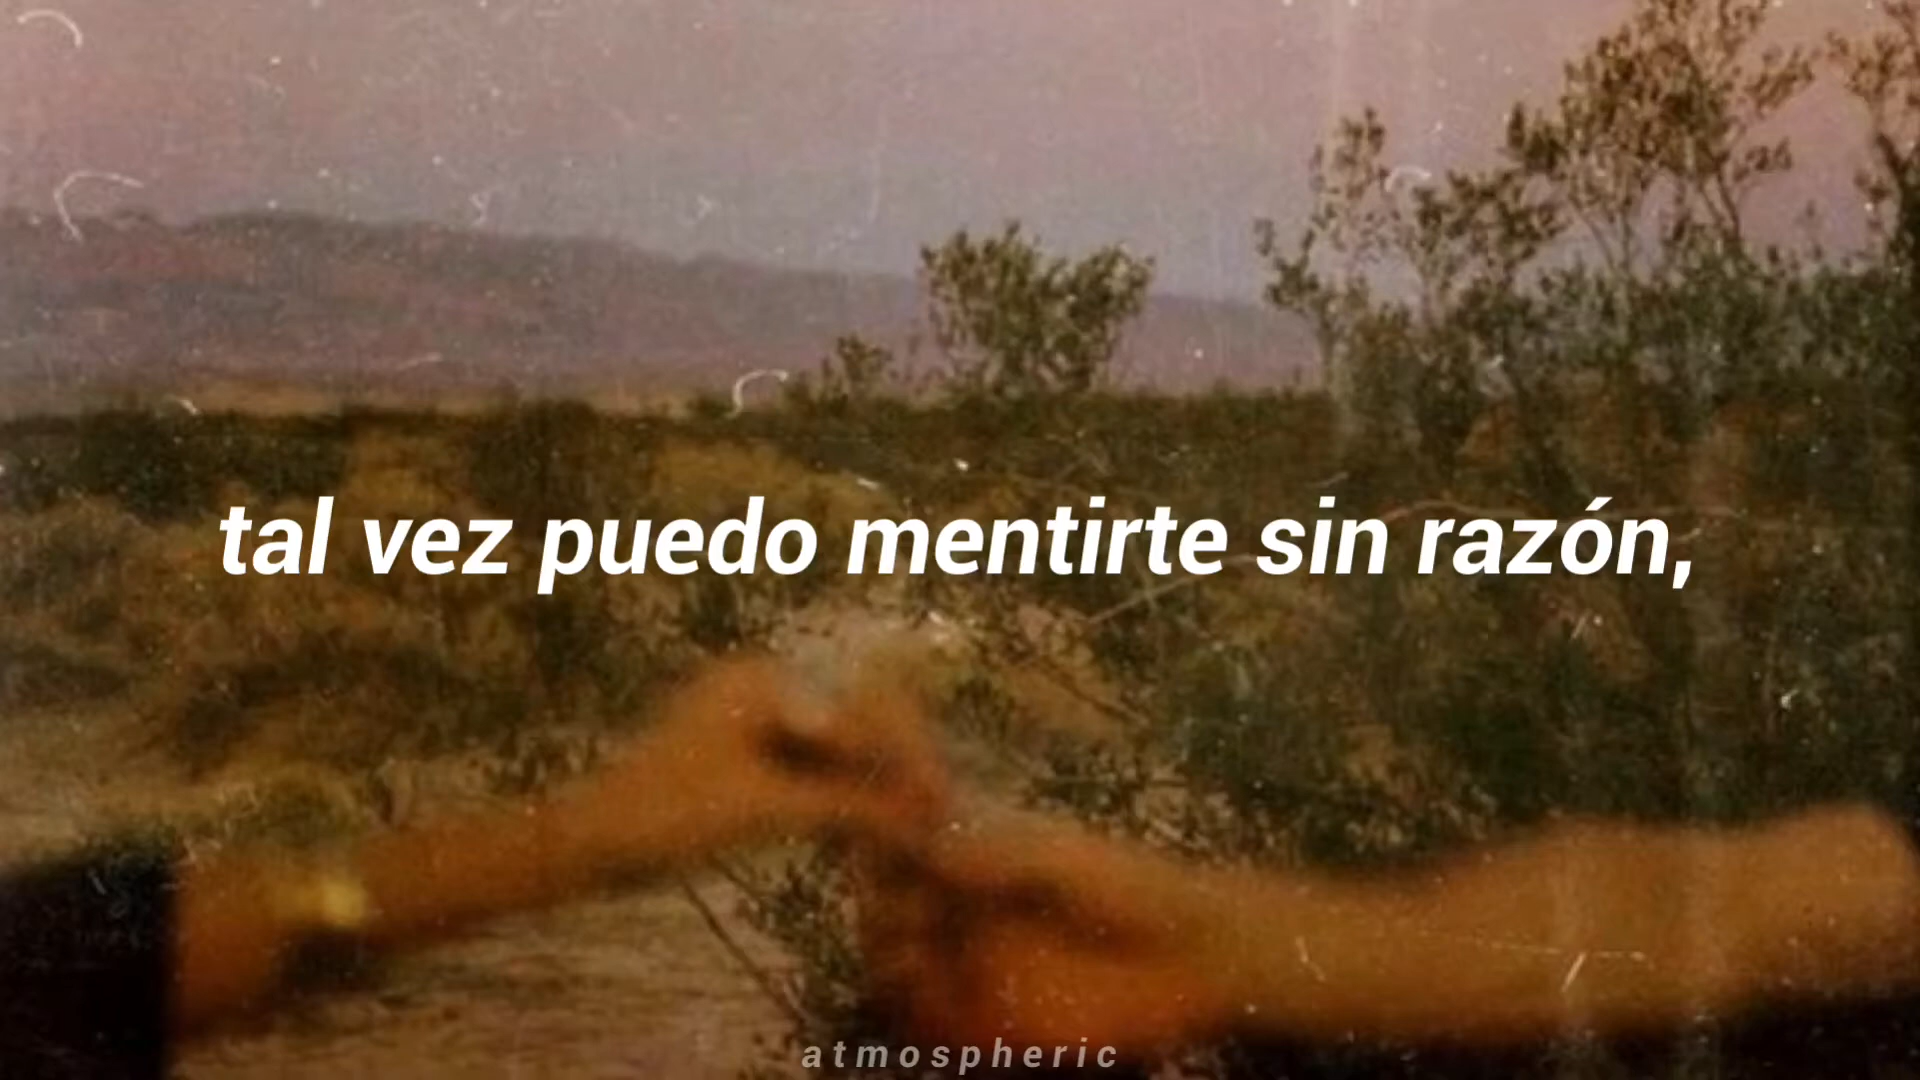 tal vez puedo mentirte sin razón,
atmospheric